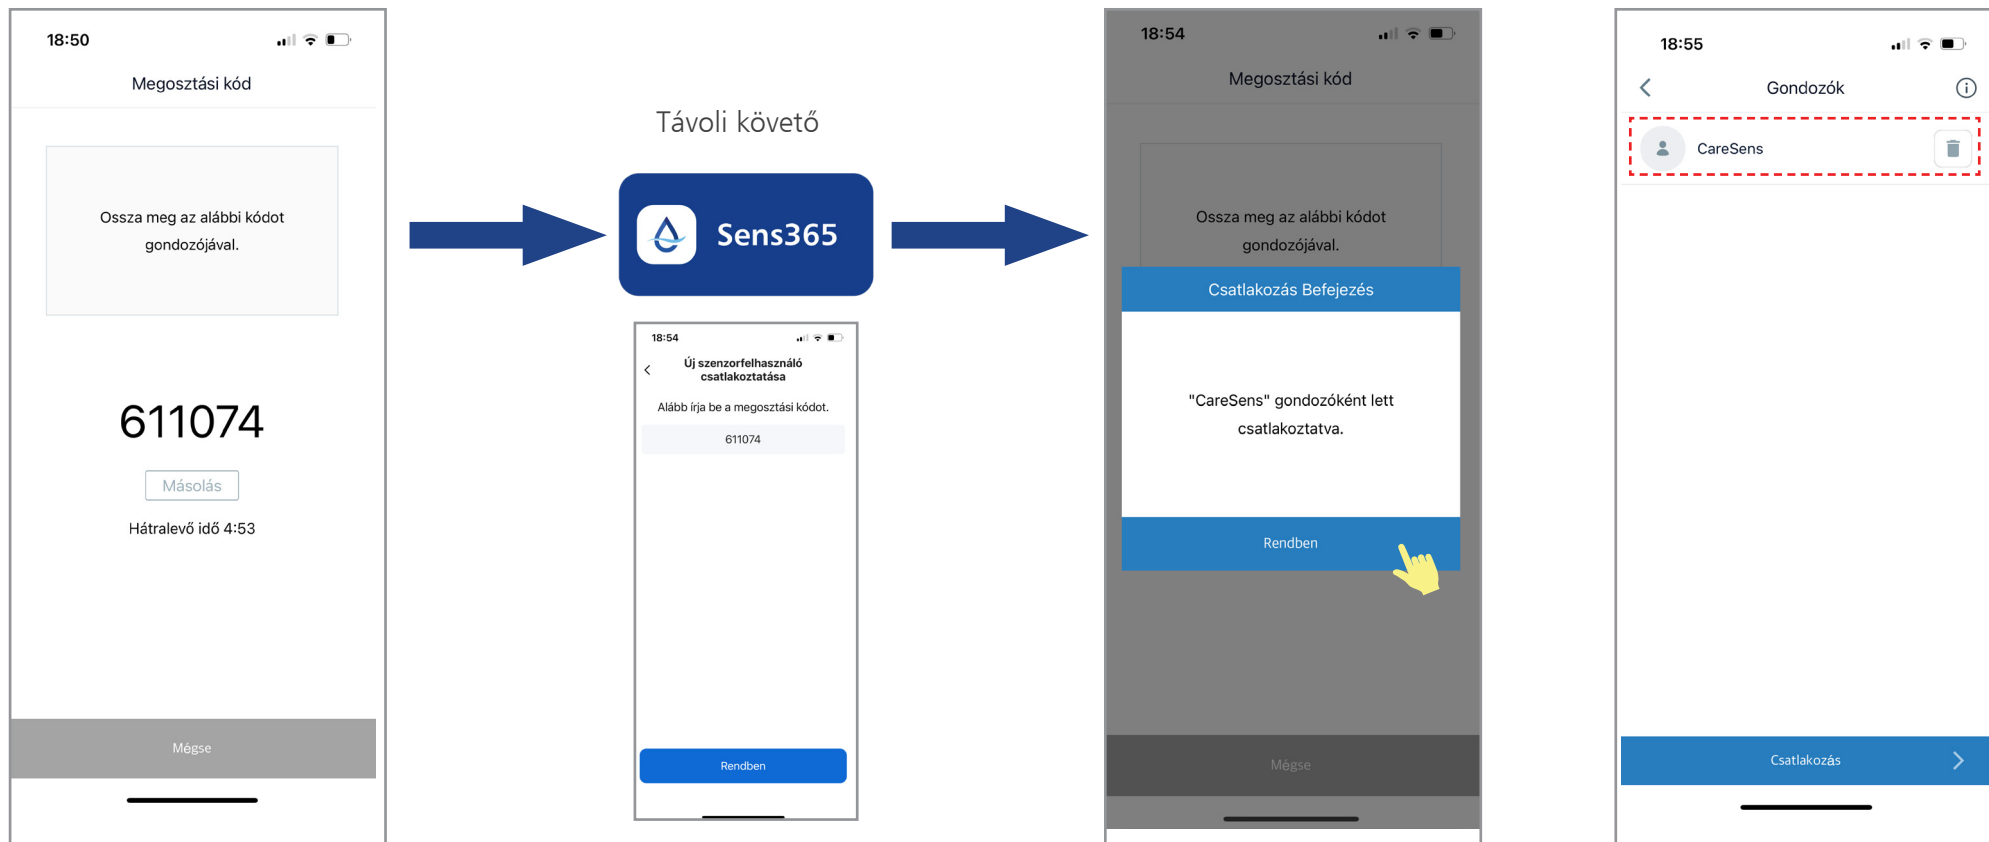 18:50
Megosztási kód
Ossza meg az alábbi kódot
gondozójával.
611074
Másolás
Hátralevő idő 4:53
Mégse
Távoli követő
Sens365
18:54
Új szenzorfelhasználó
csatlakoztatása
Alább írja be a megosztási kódot.
611074
Rendben
18:54
Megosztási kód
Ossza meg az alábbi kódot
gondozójával.
Csatlakozás Befejezés
"CareSens" gondozóként lett
csatlakoztatva.
Rendben
Mégse
18:55
Gondozók
CareSens
Csatlakozás